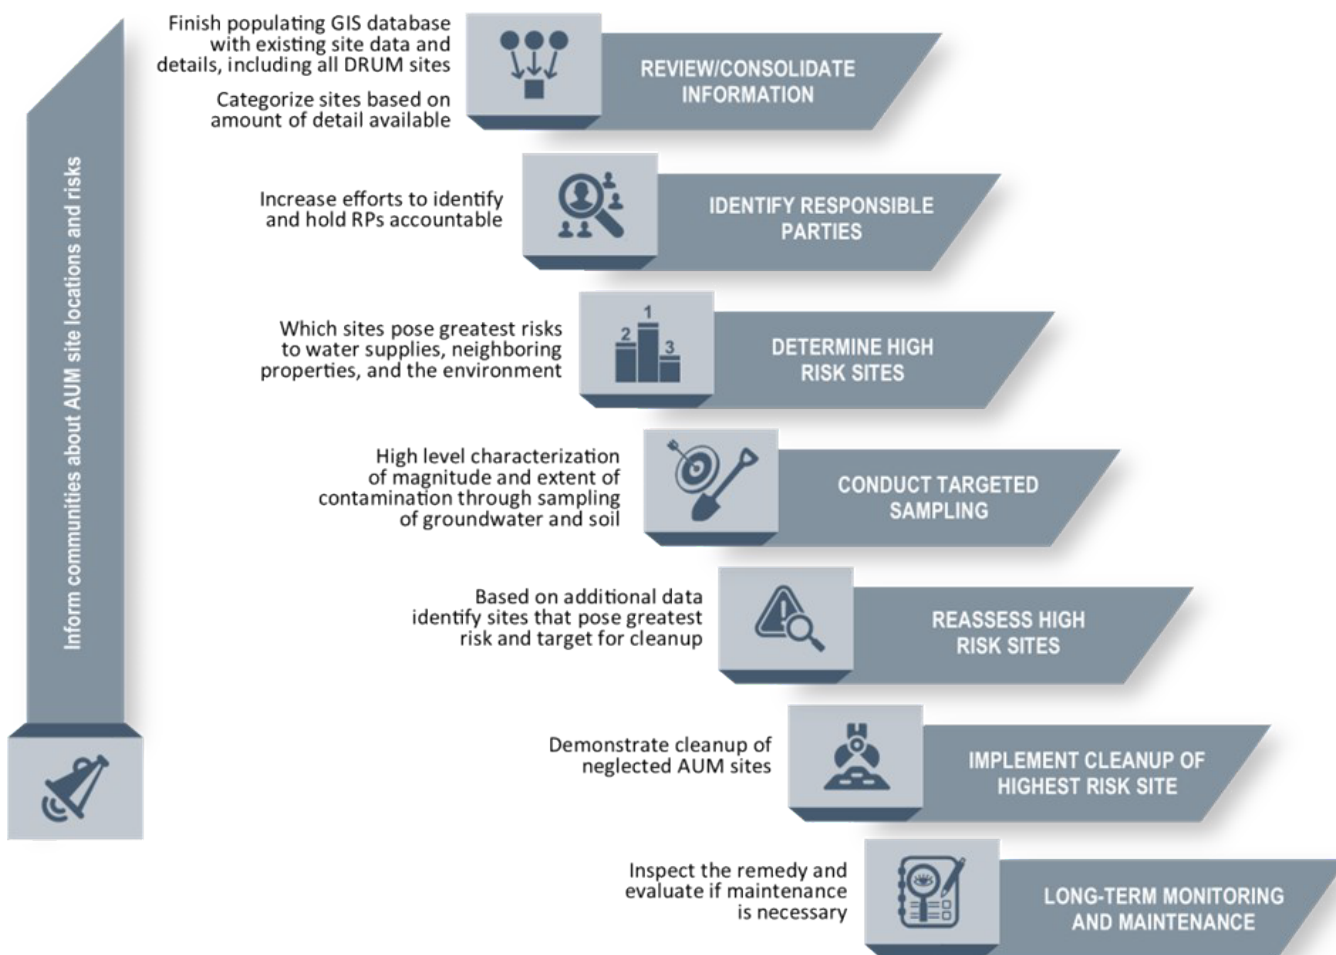 Inform communities about AUM site locations and risks
Finish populating GIS database
with existing site data and
details, including all DRUM sites
Categorize sites based on
amount of detail available
REVIEW/CONSOLIDATE
INFORMATION
Increase efforts to identify
and hold RPs accountable
IDENTIFY RESPONSIBLE
PARTIES
Which sites pose greatest risks
to water supplies, neighboring
properties, and the environment
2 1 3
DETERMINE HIGH
RISK SITES
High level characterization
of magnitude and extent of
contamination through sampling
of groundwater and soil
CONDUCT TARGETED
SAMPLING
Based on additional data
identify sites that pose greatest
risk and target for cleanup
REASSESS HIGH
RISK SITES
Demonstrate cleanup of
neglected AUM sites
IMPLEMENT CLEANUP OF
HIGHEST RISK SITE
Inspect the remedy and
evaluate if maintenance
is necessary
LONG-TERM MONITORING
AND MAINTENANCE